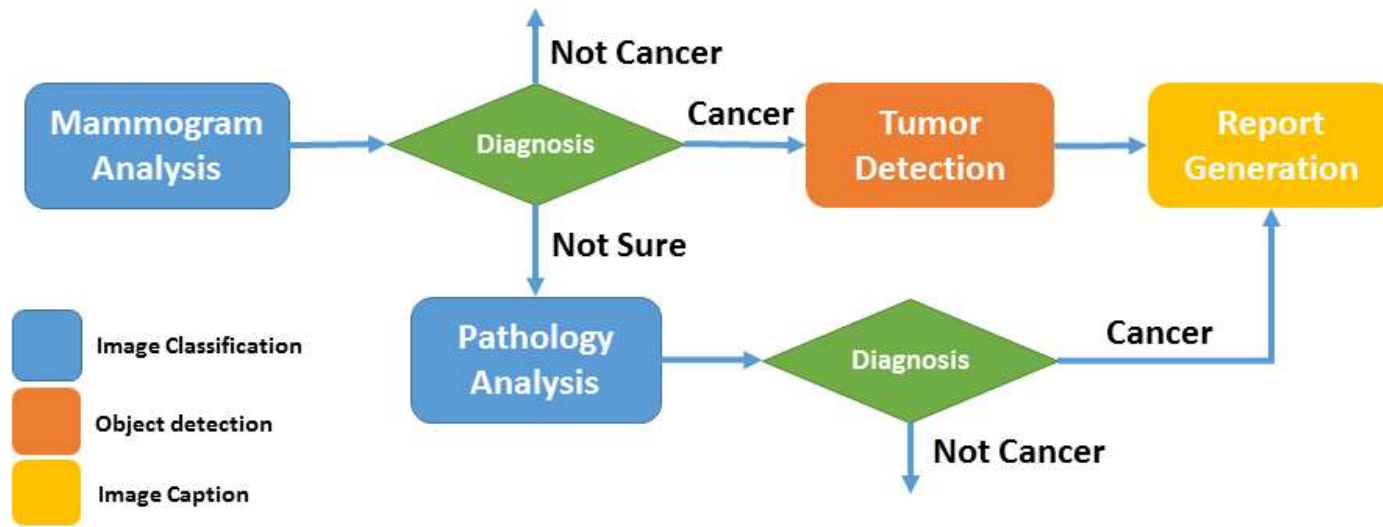 Not Cancer
Mammogram
Analysis
Diagnosis
Cancer
Tumor
Detection
Report
Generation
Not Sure
Pathology
Analysis
Diagnosis
Cancer
Not Cancer
Image Classification
Object detection
Image Caption